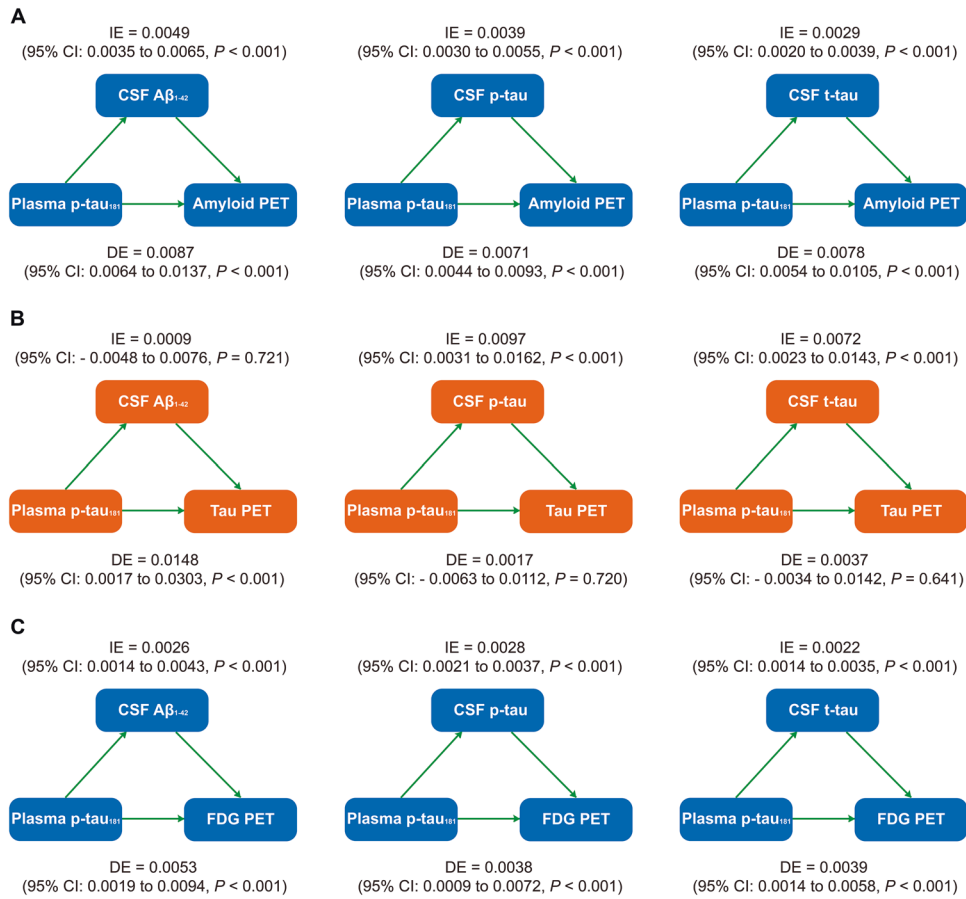 A
IE = 0.0049
(95% CI: 0.0035 to 0.0065, P < 0.001)
CSF Aβ1-42
Plasma p-tau181
Amyloid PET
DE = 0.0087
(95% CI: 0.0064 to 0.0137, P < 0.001)
IE = 0.0039
(95% CI: 0.0030 to 0.0055, P < 0.001)
CSF p-tau
Plasma p-tau181
Amyloid PET
DE = 0.0071
(95% CI: 0.0044 to 0.0093, P < 0.001)
IE = 0.0029
(95% CI: 0.0020 to 0.0039, P < 0.001)
CSF t-tau
Plasma p-tau181
Amyloid PET
DE = 0.0078
(95% CI: 0.0054 to 0.0105, P < 0.001)
B
IE = 0.0009
(95% CI: - 0.0048 to 0.0076, P = 0.721)
CSF Aβ1-42
Plasma p-tau181
Tau PET
DE = 0.0148
(95% CI: 0.0017 to 0.0303, P < 0.001)
IE = 0.0097
(95% CI: 0.0031 to 0.0162, P < 0.001)
CSF p-tau
Plasma p-tau181
Tau PET
DE = 0.0017
(95% CI: - 0.0063 to 0.0112, P = 0.720)
IE = 0.0072
(95% CI: 0.0023 to 0.0143, P < 0.001)
CSF t-tau
Plasma p-tau181
Tau PET
DE = 0.0037
(95% CI: - 0.0034 to 0.0142, P = 0.641)
C
IE = 0.0026
(95% CI: 0.0014 to 0.0043, P < 0.001)
CSF Aβ1-42
Plasma p-tau181
FDG PET
DE = 0.0053
(95% CI: 0.0019 to 0.0094, P < 0.001)
IE = 0.0028
(95% CI: 0.0021 to 0.0037, P < 0.001)
CSF p-tau
Plasma p-tau181
FDG PET
DE = 0.0038
(95% CI: 0.0009 to 0.0072, P < 0.001)
IE = 0.0022
(95% CI: 0.0014 to 0.0035, P < 0.001)
CSF t-tau
Plasma p-tau181
FDG PET
DE = 0.0039
(95% CI: 0.0014 to 0.0058, P < 0.001)